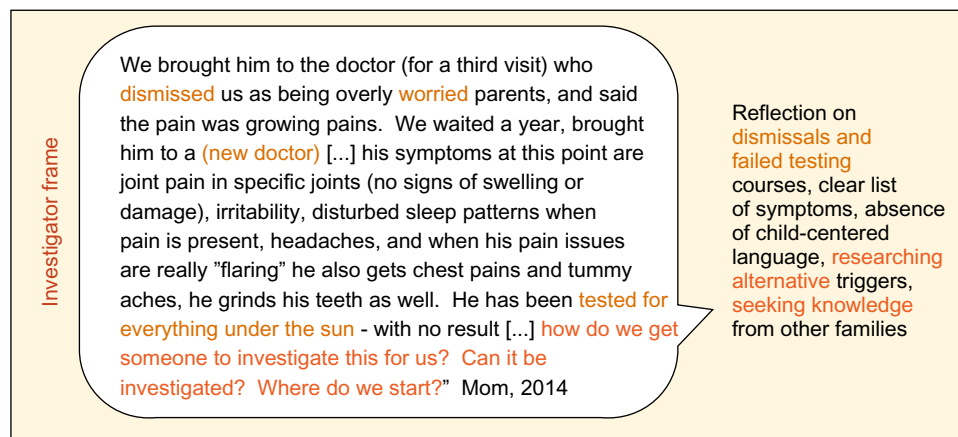 Investigator frame
We brought him to the doctor (for a third visit) who
dismissed us as being overly worried parents, and said
the pain was growing pains.  We waited a year, brought
him to a (new doctor) [...] his symptoms at this point are
joint pain in specific joints (no signs of swelling or
damage), irritability, disturbed sleep patterns when
pain is present, headaches, and when his pain issues
are really ”flaring” he also gets chest pains and tummy
aches, he grinds his teeth as well.  He has been tested for
everything under the sun - with no result [...] how do we get
someone to investigate this for us?  Can it be
investigated?  Where do we start?”  Mom, 2014
Reflection on
dismissals and
failed testing
courses, clear list
of symptoms, absence
of child-centered
language, researching
alternative triggers,
seeking knowledge
from other families